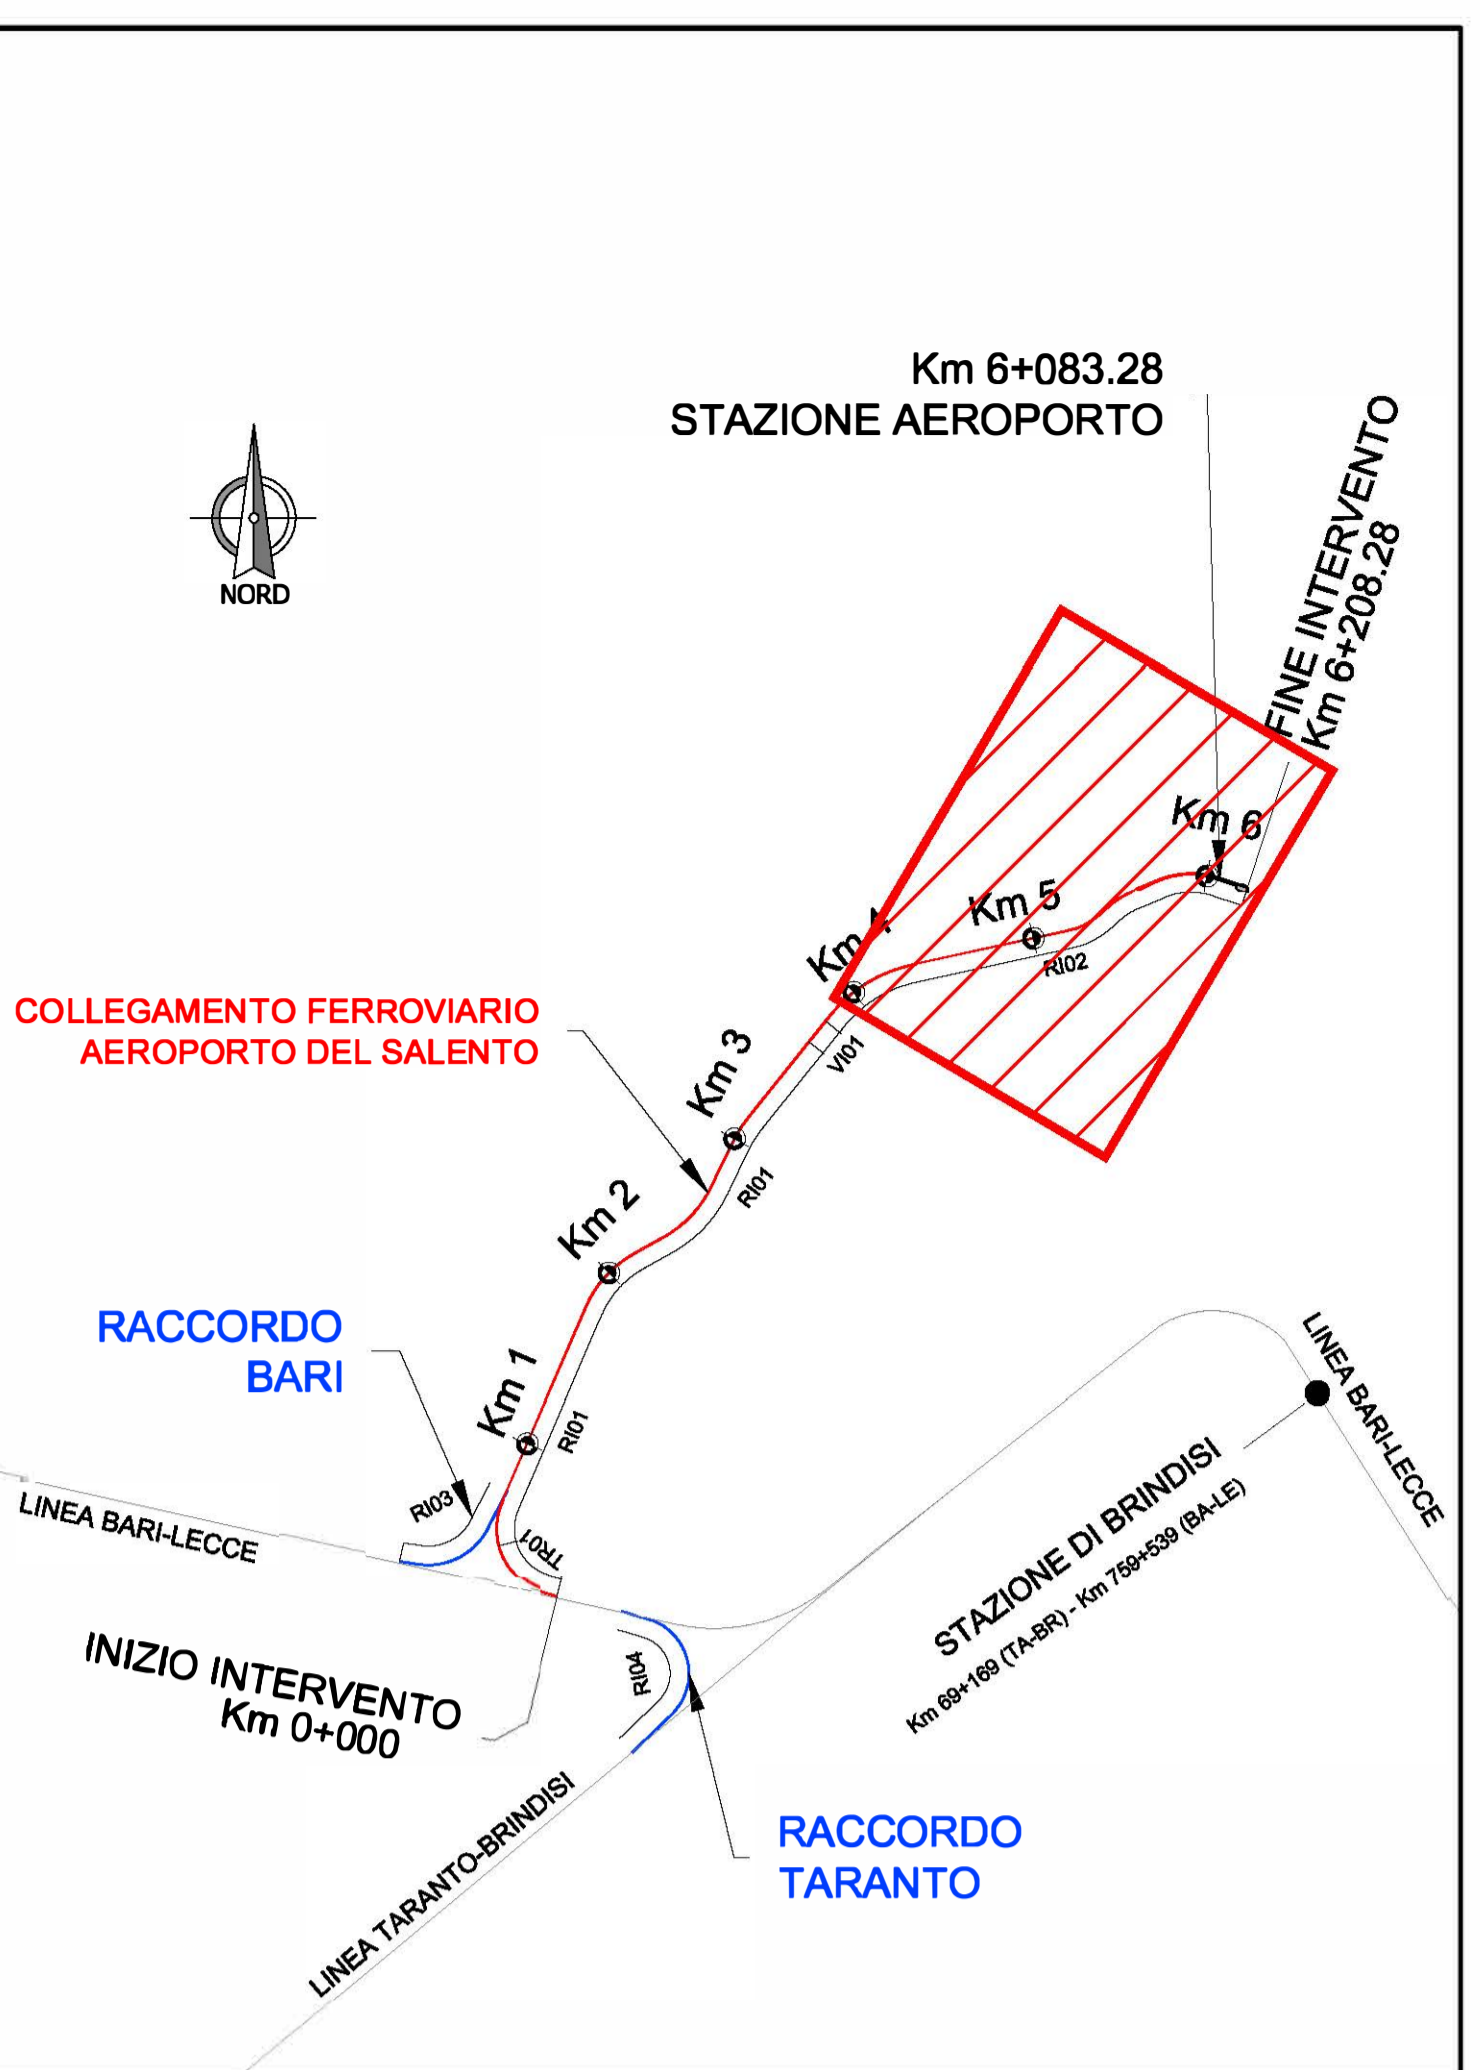 Km 6+083.28
STAZIONE AEROPORTO
FINE INTERVENTO
Km 6+208.28
NORD
Km 6
Km 5
Km 4
RI02
COLLEGAMENTO FERROVIARIO
AEROPORTO DEL SALENTO
Km 3
VI01
RI01
Km 2
RACCORDO
BARI
Km 1
RI01
LINEA BARI-LECCE
RI03
TR01
LINEA BARI-LECCE
STAZIONE DI BRINDISI
Km 69+169 (TA-BR) - Km 759+539 (BA-LE)
INIZIO INTERVENTO
Km 0+000
RI04
LINEA TARANTO-BRINDISI
RACCORDO
TARANTO